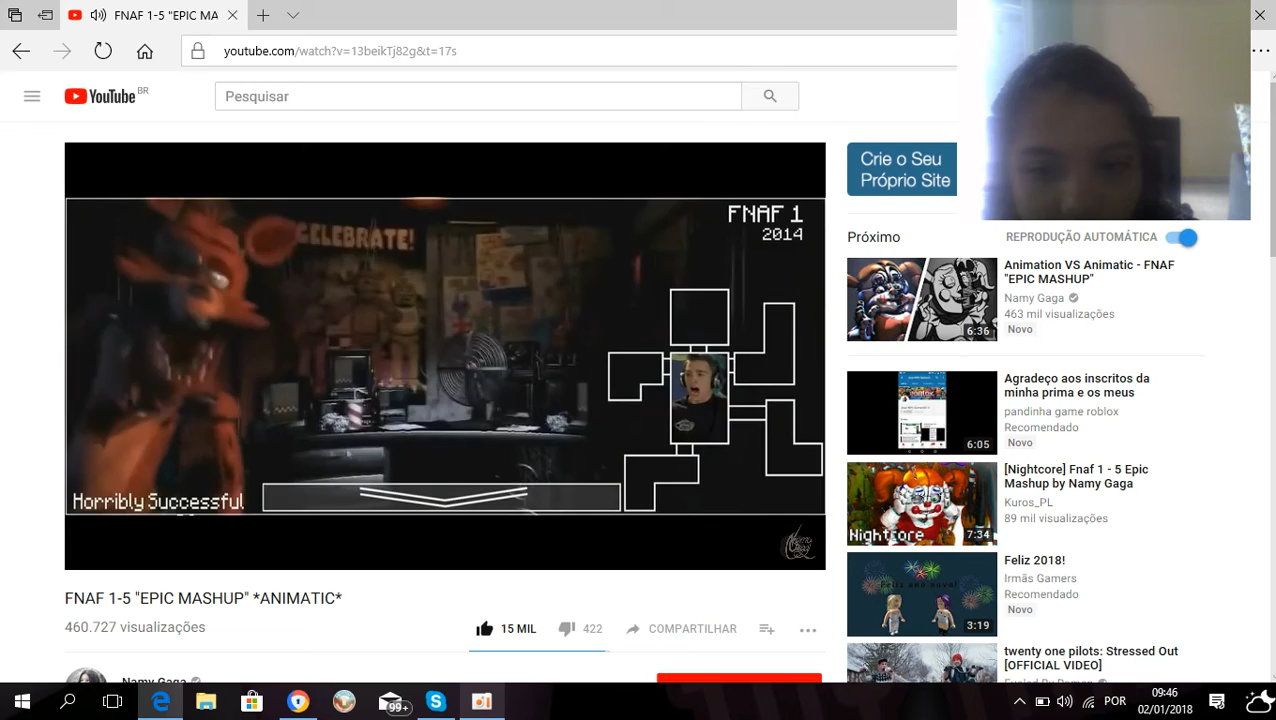 FNAF 1-5 "EPIC MA
youtube.com/watch?v=13beikTj82g&t=17s
YouTube BR
Pesquisar
Crie o Seu
Próprio Site
CELEBRATE!
FNAF 1
2014
Horribly Successful
Próximo
REPRODUÇÃO AUTOMÁTICA
Animation VS Animatic - FNAF
"EPIC MASHUP"
Namy Gaga
463 mil visualizações
Novo
6:36
Agradeço aos inscritos da
minha prima e os meus
pandinha game roblox
Recomendado
Novo
6:05
[Nightcore] Fnaf 1 - 5 Epic
Mashup by Namy Gaga
Kuros_PL
89 mil visualizações
Nightcore
7:34
Feliz 2018!
Irmãs Gamers
Recomendado
Novo
Feliz ano novo!
3:19
twenty one pilots: Stressed Out
[OFFICIAL VIDEO]
FNAF 1-5 "EPIC MASHUP" *ANIMATIC*
460.727 visualizações
15 MIL
422
COMPARTILHAR
Namy Gaga
99+
POR
09:46
02/01/2018